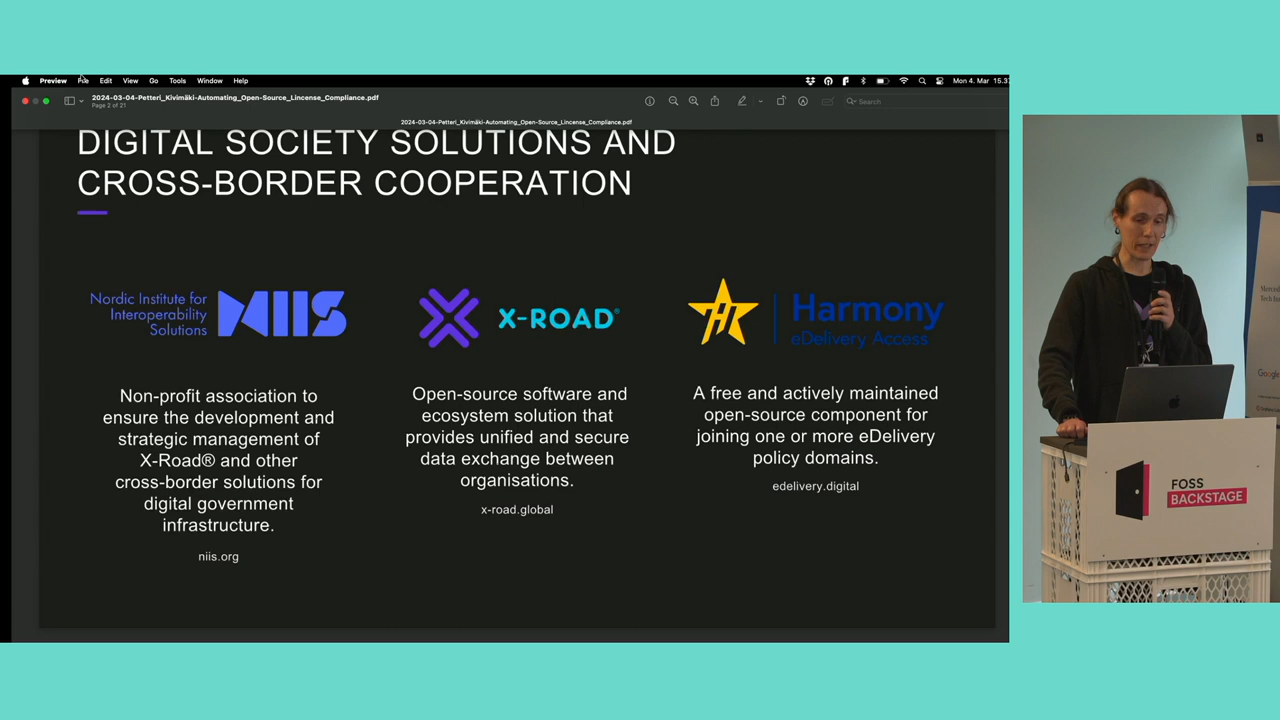 Preview File Edit View Go Tools Window Help
Mon 4. Mar 15.3
2024-03-04-Petteri_Kivimäki-Automating_Open-Source_Lincense_Compliance.pdf
Page 2 of 21
Search
2024-03-04-Petteri_Kivimäki-Automating_Open-Source_Lincense_Compliance.pdf
DIGITAL SOCIETY SOLUTIONS AND
CROSS-BORDER COOPERATION
Nordic Institute for
Interoperability
Solutions
NIIS
Non-profit association to
ensure the development and
strategic management of
X-Road® and other
cross-border solutions for
digital government
infrastructure.
niis.org
X-ROAD®
Open-source software and
ecosystem solution that
provides unified and secure
data exchange between
organisations.
x-road.global
Harmony
eDelivery Access
A free and actively maintained
open-source component for
joining one or more eDelivery
policy domains.
edelivery.digital
FOSS
BACKSTAGE
Google